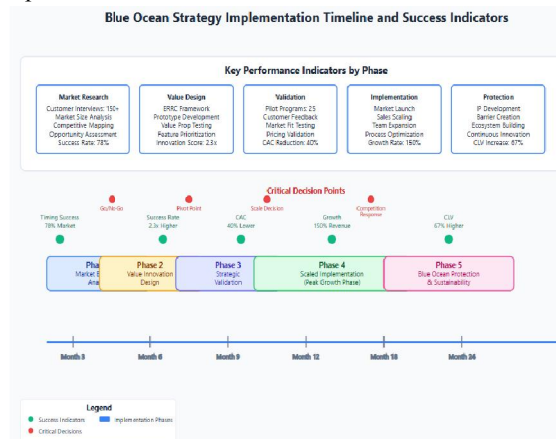 Blue Ocean Strategy Implementation Timeline and Success Indicators
Key Performance Indicators by Phase
Market Research
Customer Interviews: 150+
Market Size Analysis
Competitive Mapping
Opportunity Assessment
Success Rate: 78%
Value Design
ERRC Framework
Prototype Development
Value Prop Testing
Feature Prioritization
Innovation Score: 2.3x
Validation
Pilot Programs: 25
Customer Feedback
Market Fit Testing
Pricing Validation
CAC Reduction: 40%
Implementation
Market Launch
Sales Scaling
Team Expansion
Process Optimization
Growth Rate: 150%
Protection
IP Development
Barrier Creation
Ecosystem Building
Continuous Innovation
CLV Increase: 67%
Critical Decision Points
Go/No-Go
Pivot Point
Scale Decision
Competition
Response
Timing Success
78% Market
Success Rate
2.3x Higher
CAC
40% Lower
Growth
150% Revenue
CLV
67% Higher
Pha
Market E
Ana
Phase 2
Value Innovation
Design
Phase 3
Strategic
Validation
Phase 4
Scaled Implementation
(Peak Growth Phase)
Phase 5
Blue Ocean Protection
& Sustainability
Month 3
Month 6
Month 9
Month 12
Month 18
Month 24
Legend
Success Indicators
Implementation Phases
Critical Decisions